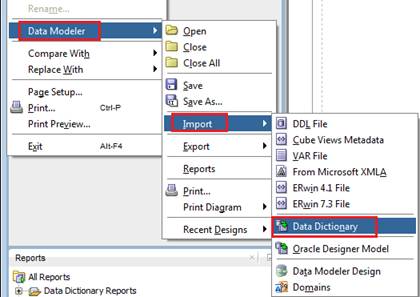 Rename...
Data Modeler
Compare With
Replace With
Page Setup...
Print... Ctrl-P
Print Preview...
Exit Alt-F4
Open
Close
Close All
Save
Save As...
Import
Export
Reports
Print...
Print Diagram
Recent Designs
DDL File
Cube Views Metadata
VAR File
From Microsoft XMLA
ERwin 4.1 File
ERwin 7.3 File
Data Dictionary
Oracle Designer Model
Data Modeler Design
Domains
Reports
All Reports
Data Dictionary Reports